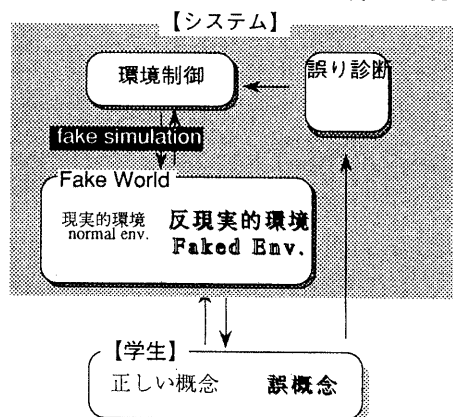 【システム】
環境制御
誤り診断
fake simulation
Fake World
現実的環境
normal env.
反現実的環境
Faked Env.
【学生】
正しい概念
誤概念